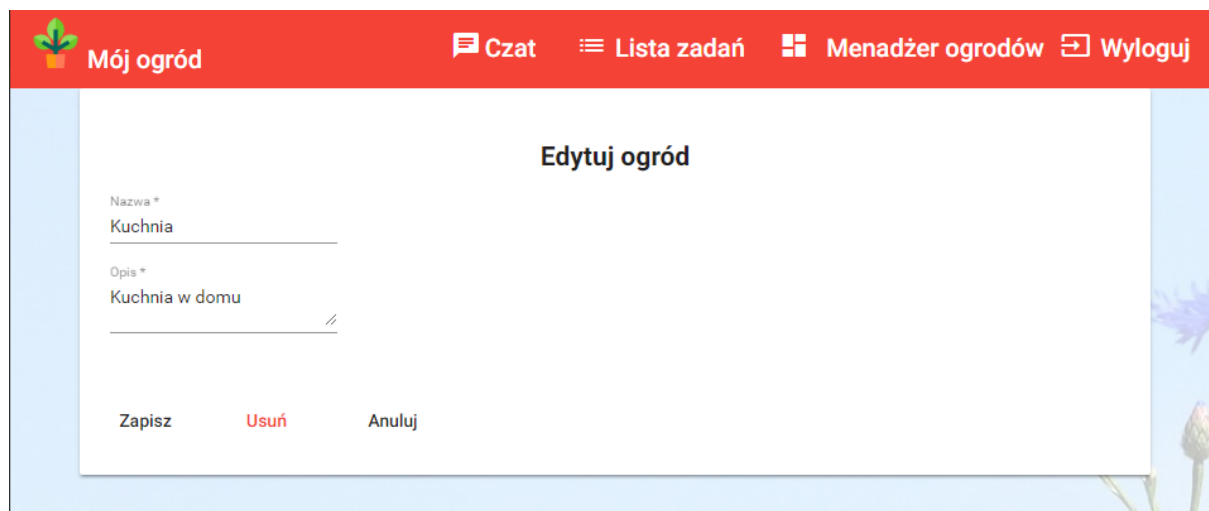 Mój ogród Czat Lista zadań Menadżer ogrodów Wyloguj
Edytuj ogród
Nazwa *
Kuchnia
Opis *
Kuchnia w domu
Zapisz Usuń Anuluj